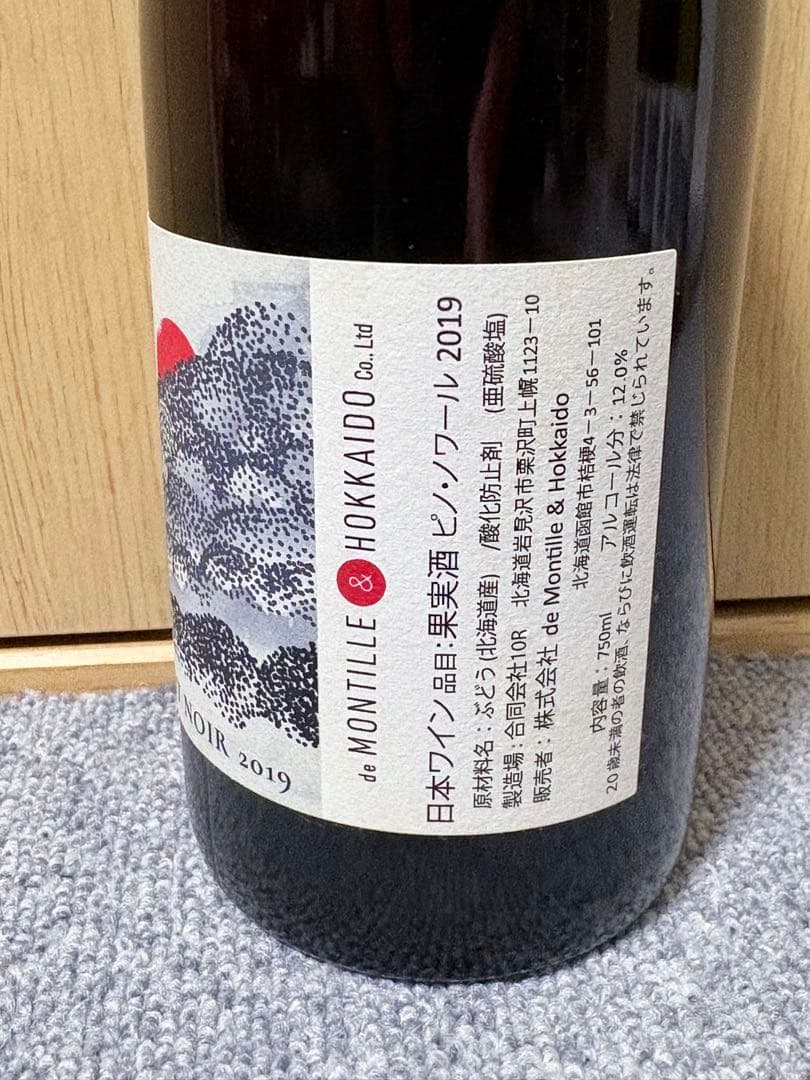 NOIR 2019
de MONTILLE & HOKKAIDO Co., Ltd
日本ワイン 品目：果実酒 ピノ・ノワール 2019
原材料名：ぶどう (北海道産) /酸化防止剤 (亜硫酸塩)
製造場：合同会社10R 北海道岩見沢市栗沢町上幌1123－10
販売者：株式会社 de Montille & Hokkaido
北海道函館市桔梗4－3－56－101
内容量：750ml アルコール分：12.0%
20歳未満の者の飲酒、ならびに飲酒運転は法律で禁じられています。